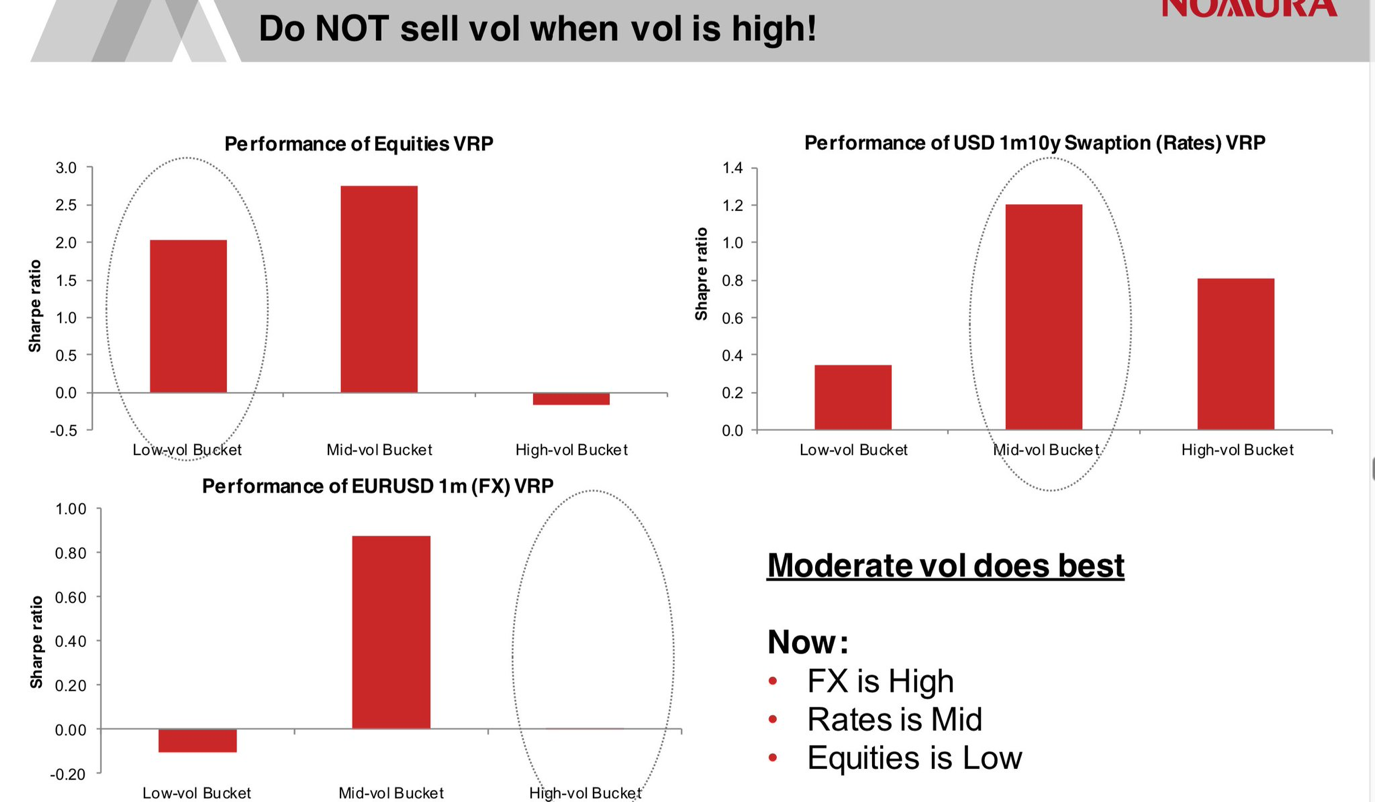 Do NOT sell vol when vol is high!
NOMURA
Performance of Equities VRP
3.0
2.5
2.0
1.5
1.0
0.5
0.0
-0.5
Sharpe ratio
Low-vol Bucket
Mid-vol Bucket
High-vol Bucket
Performance of USD 1m10y Swaption (Rates) VRP
1.4
1.2
1.0
0.8
0.6
0.4
0.2
0.0
Shapre ratio
Low-vol Bucket
Mid-vol Bucket
High-vol Bucket
Performance of EURUSD 1m (FX) VRP
1.00
0.80
0.60
0.40
0.20
0.00
-0.20
Sharpe ratio
Low-vol Bucket
Mid-vol Bucket
High-vol Bucket
Moderate vol does best
Now:
• FX is High
• Rates is Mid
• Equities is Low